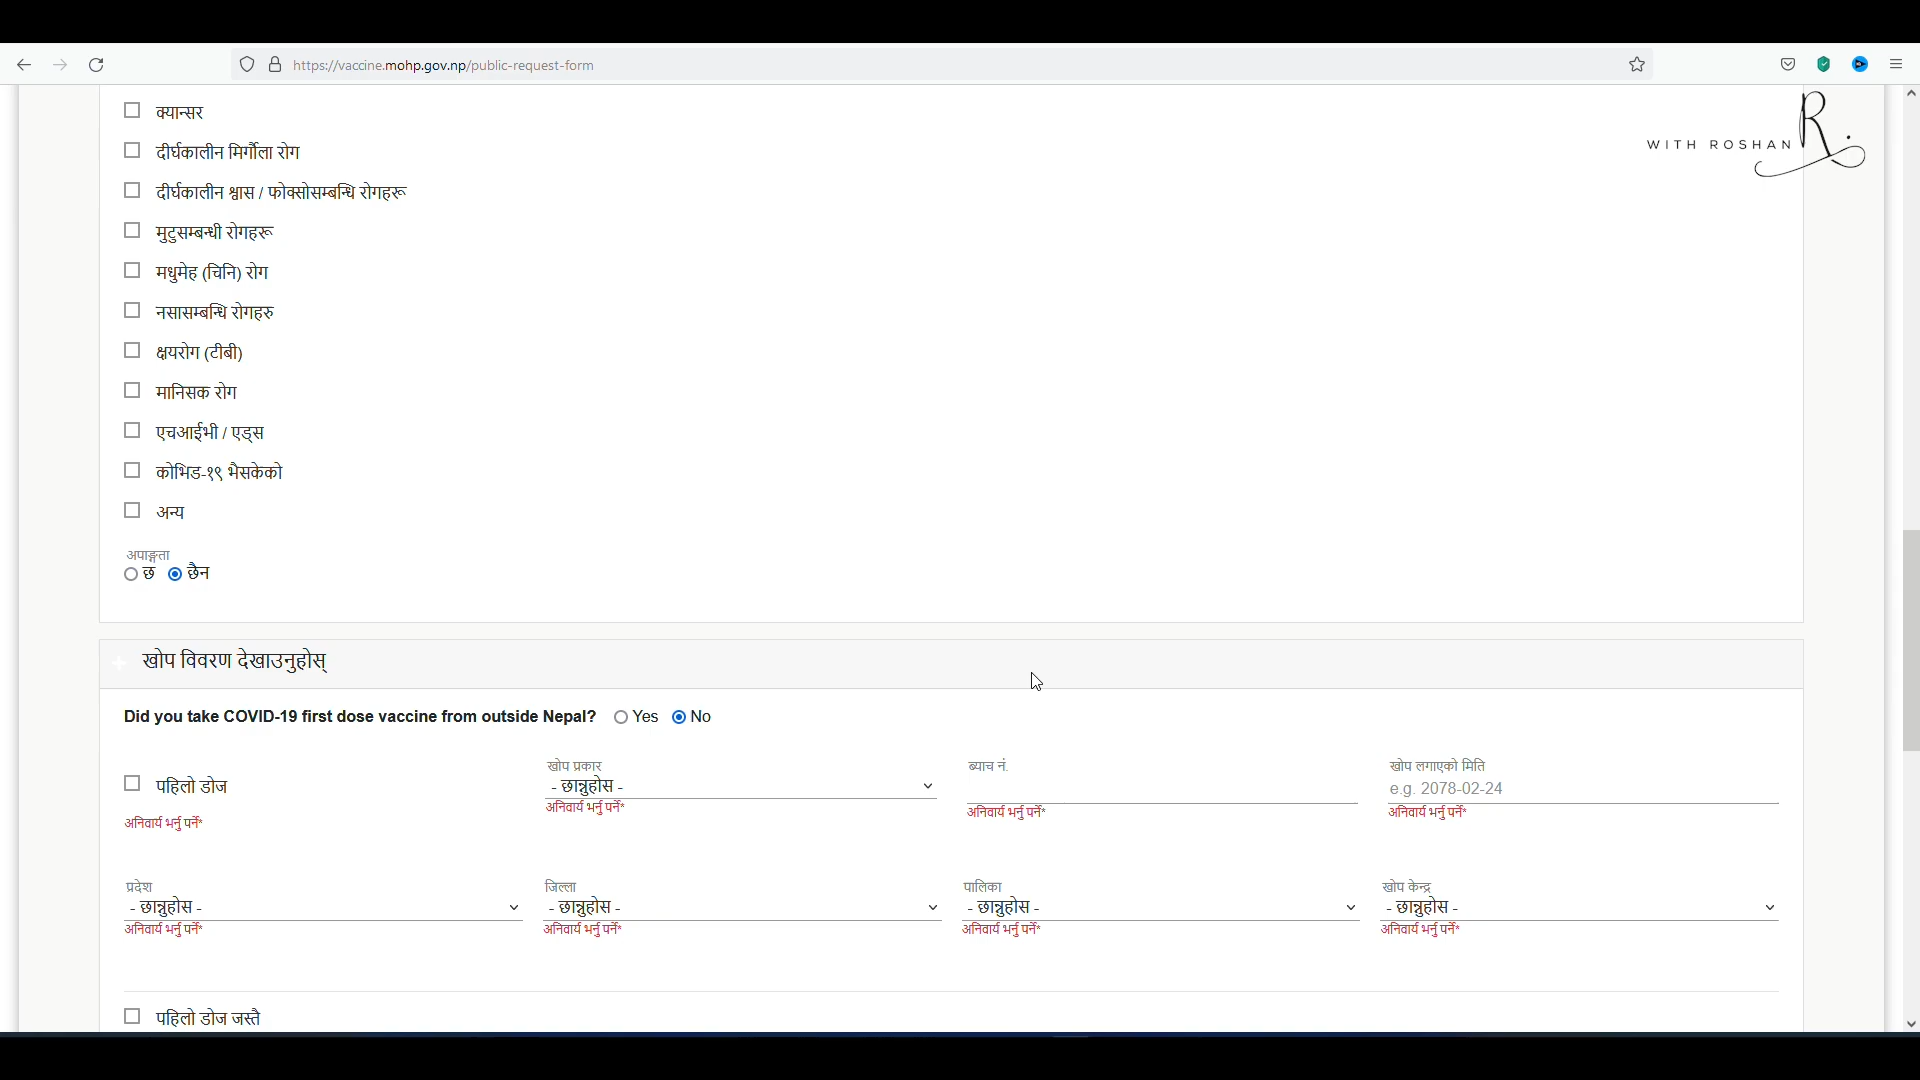 https://vaccine.mohp.gov.np/public-request-form
WITH ROSHAN R.
क्यान्सर
दीर्घकालीन मिर्गौला रोग
दीर्घकालीन श्वास / फोक्सोसम्बन्धि रोगहरू
मुटुसम्बन्धी रोगहरू
मधुमेह (चिनि) रोग
नसासम्बन्धि रोगहरु
क्षयरोग (टीबी)
मानिसक रोग
एचआईभी / एड्स
कोभिड-१९ भैसकेको
अन्य
अपाङ्गता
छ छैन
खोप विवरण देखाउनुहोस्
Did you take COVID-19 first dose vaccine from outside Nepal? Yes No
खोप प्रकार ब्याच नं. खोप लगाएको मिति
पहिलो डोज - छान्नुहोस - e.g. 2078-02-24
अनिवार्य भर्नु पर्ने* अनिवार्य भर्नु पर्ने* अनिवार्य भर्नु पर्ने* अनिवार्य भर्नु पर्ने*
प्रदेश जिल्ला पालिका खोप केन्द्र
- छान्नुहोस - - छान्नुहोस - - छान्नुहोस - - छान्नुहोस -
अनिवार्य भर्नु पर्ने* अनिवार्य भर्नु पर्ने* अनिवार्य भर्नु पर्ने* अनिवार्य भर्नु पर्ने*
पहिलो डोज जस्तै